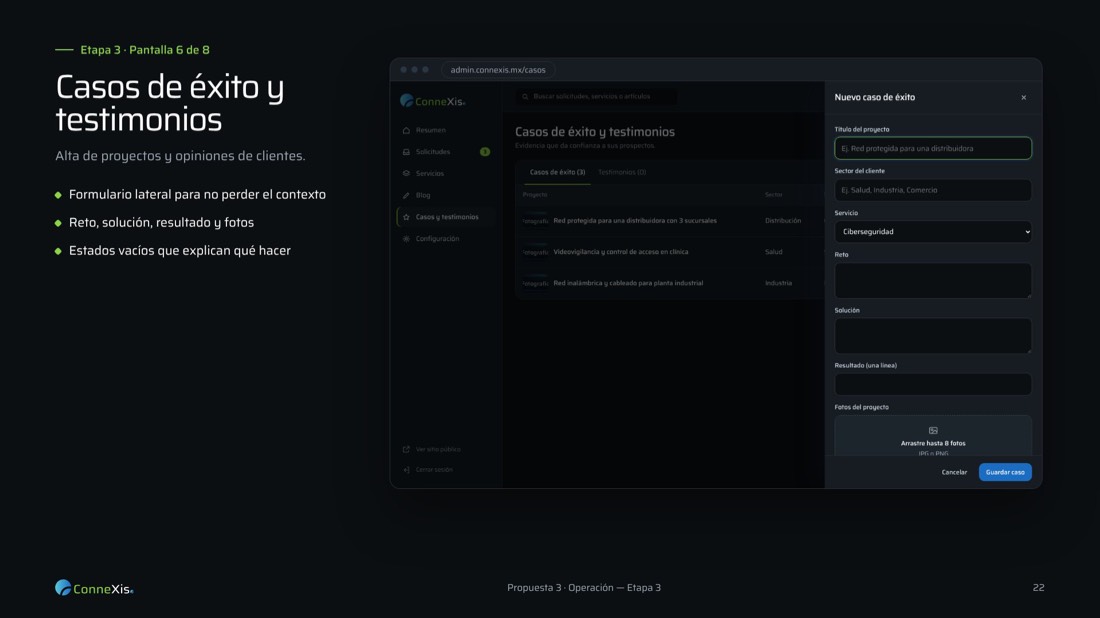 Etapa 3 · Pantalla 6 de 8
Casos de éxito y
testimonios
Alta de proyectos y opiniones de clientes.
Formulario lateral para no perder el contexto
Reto, solución, resultado y fotos
Estados vacíos que explican qué hacer
admin.connexis.mx/casos
ConneXis
Buscar solicitudes, servicios o artículos
Resumen
Solicitudes
Servicios
Blog
Casos y testimonios
Configuración
Ver sitio público
Cerrar sesión
Casos de éxito y testimonios
Evidencia que da confianza a sus prospectos.
Casos de éxito (3)
Testimonios (0)
Proyecto
Sector
Red protegida para una distribuidora con 3 sucursales
Distribución
Videovigilancia y control de acceso en clínica
Salud
Red inalámbrica y cableado para planta industrial
Industria
Nuevo caso de éxito
×
Título del proyecto
Ej. Red protegida para una distribuidora
Sector del cliente
Ej. Salud, Industria, Comercio
Servicio
Ciberseguridad
Reto
Solución
Resultado (una línea)
Fotos del proyecto
Arrastre hasta 8 fotos
JPG o PNG
Cancelar
Guardar caso
ConneXis
Propuesta 3 · Operación — Etapa 3
22